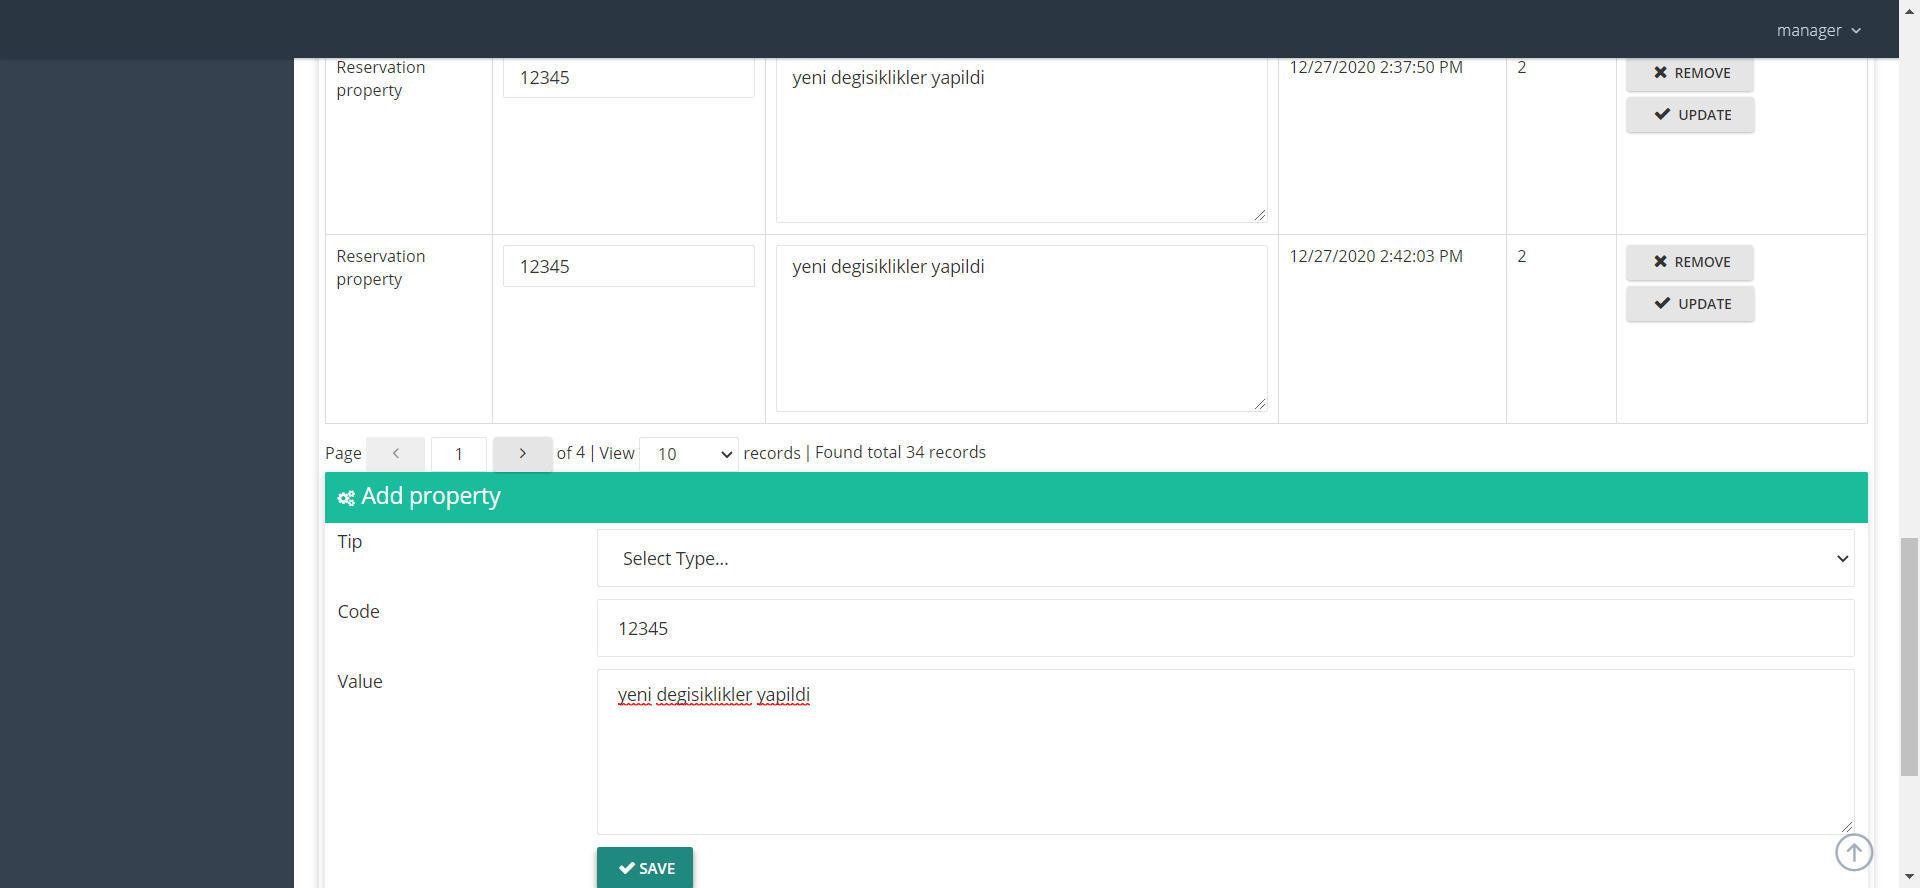 manager
Reservation property
12345
yeni degisiklikler yapildi
12/27/2020 2:37:50 PM
2
REMOVE
UPDATE
Reservation property
12345
yeni degisiklikler yapildi
12/27/2020 2:42:03 PM
2
REMOVE
UPDATE
Page < 1 > of 4 | View 10 records | Found total 34 records
Add property
Tip
Select Type...
Code
12345
Value
yeni degisiklikler yapildi
SAVE